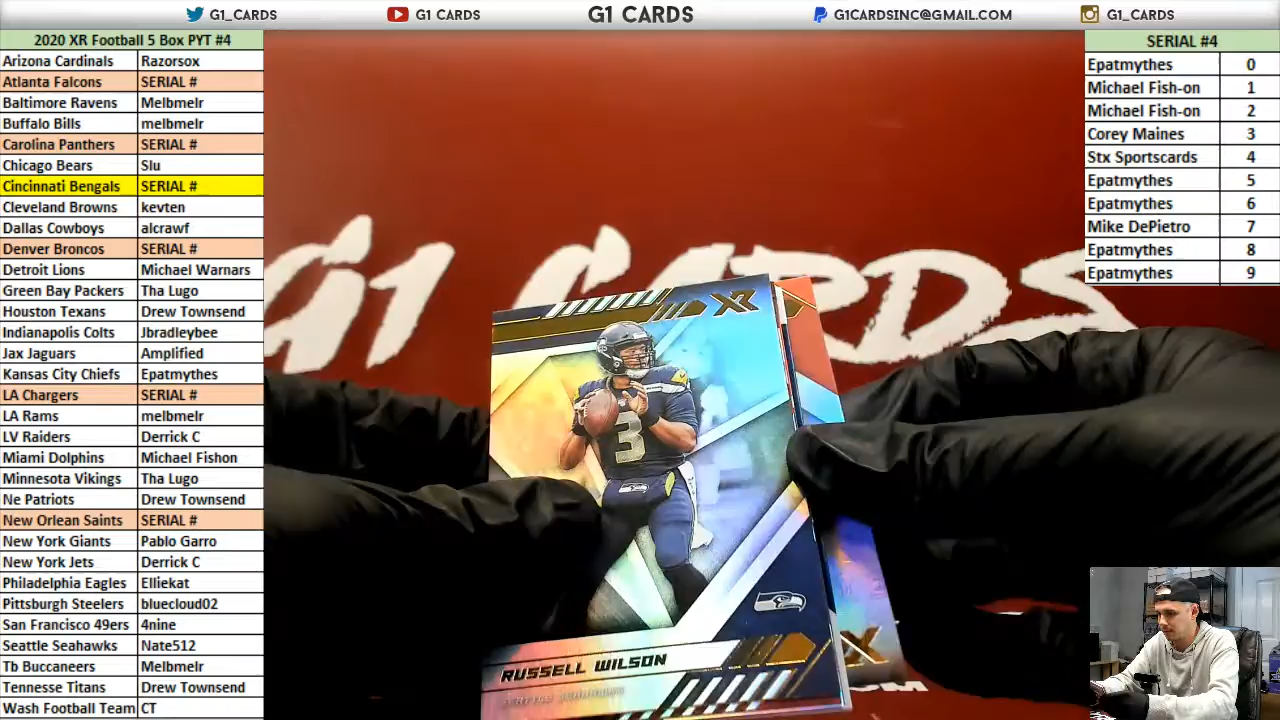 G1_CARDS
G1 CARDS
G1 CARDS
G1CARDSINC@GMAIL.COM
G1_CARDS
2020 XR Football 5 Box PYT #4
Arizona Cardinals Razorsox
Atlanta Falcons SERIAL #
Baltimore Ravens Melbmelr
Buffalo Bills melbmelr
Carolina Panthers SERIAL #
Chicago Bears Slu
Cincinnati Bengals SERIAL #
Cleveland Browns kevten
Dallas Cowboys alcrawf
Denver Broncos SERIAL #
Detroit Lions Michael Warnars
Green Bay Packers Tha Lugo
Houston Texans Drew Townsend
Indianapolis Colts Jbradleybee
Jax Jaguars Amplified
Kansas City Chiefs Epatmythes
LA Chargers SERIAL #
LA Rams melbmelr
LV Raiders Derrick C
Miami Dolphins Michael Fishon
Minnesota Vikings Tha Lugo
Ne Patriots Drew Townsend
New Orlean Saints SERIAL #
New York Giants Pablo Garro
New York Jets Derrick C
Philadelphia Eagles Elliekat
Pittsburgh Steelers bluecloud02
San Francisco 49ers 4nine
Seattle Seahawks Nate512
Tb Buccaneers Melbmelr
Tennesse Titans Drew Townsend
Wash Football Team CT
G1 CARDS
XR
3
RUSSELL WILSON
SEATTLE SEAHAWKS
SERIAL #4
Epatmythes 0
Michael Fish-on 1
Michael Fish-on 2
Corey Maines 3
Stx Sportscards 4
Epatmythes 5
Epatmythes 6
Mike DePietro 7
Epatmythes 8
Epatmythes 9